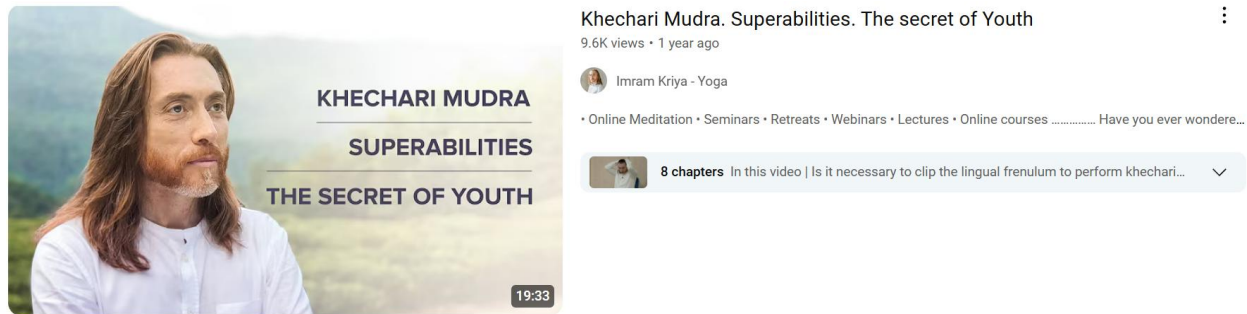 KHECHARI MUDRA
SUPERABILITIES
THE SECRET OF YOUTH
19:33
Khechari Mudra. Superabilities. The secret of Youth
9.6K views • 1 year ago
Imram Kriya - Yoga
• Online Meditation • Seminars • Retreats • Webinars • Lectures • Online courses ................ Have you ever wondere...
8 chapters In this video | Is it necessary to clip the lingual frenulum to perform khechari...